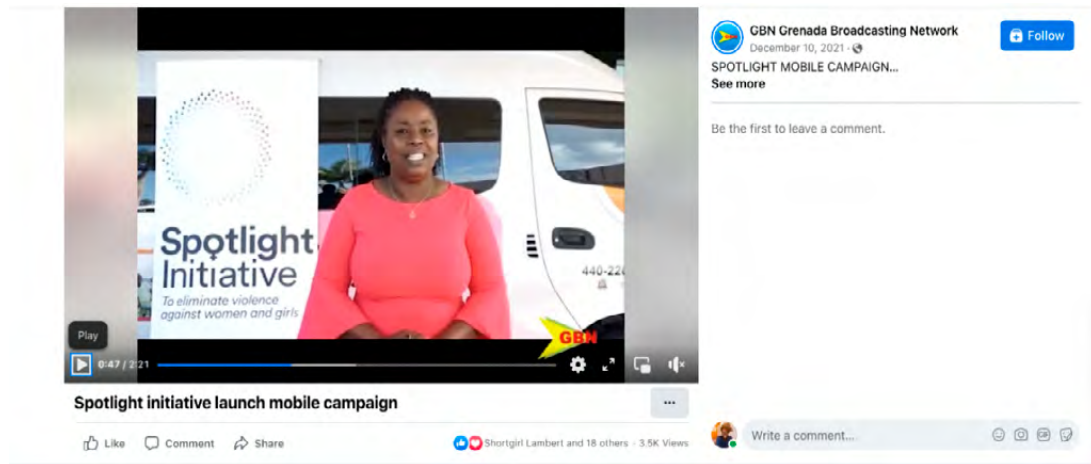 GBN Grenada Broadcasting Network
December 10, 2021
Follow
SPOTLIGHT MOBILE CAMPAIGN...
See more
Be the first to leave a comment.
Spotlight
Initiative
To eliminate violence
against women and girls
440-22
GBN
Play
0:47 / 2:21
Spotlight initiative launch mobile campaign
...
Like
Comment
Share
Shortgirl Lambert and 18 others · 3.5K Views
Write a comment...